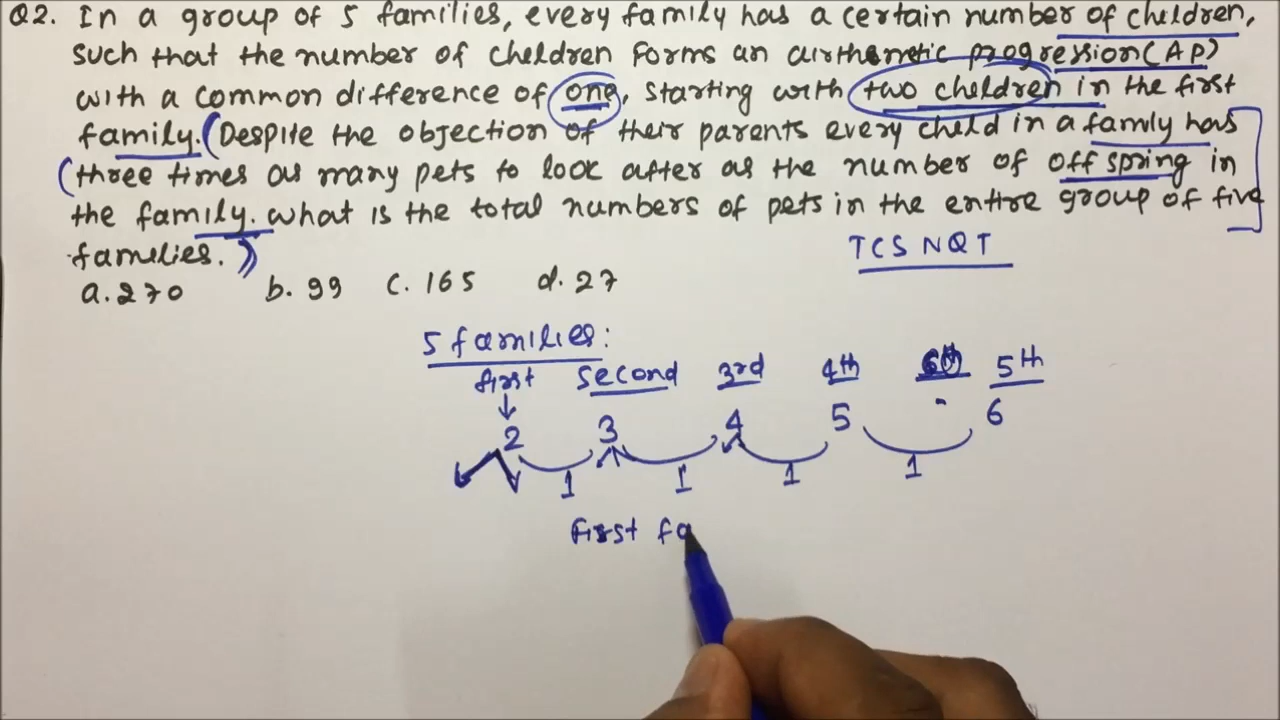 Q2. In a group of 5 families, every family has a certain number of children,
such that the number of children forms an airthemetic progression (AP)
with a common difference of one, starting with two children in the first
family. (Despite the objection of their parents every child in a family has
(three times as many pets to look after as the number of off spring in
the family. what is the total numbers of pets in the entire group of five
families. )
TCS NQT
a. 270 b. 99 c. 165 d. 27
5 families:
first second 3rd 4th 5th
2 3 4 5 6
1 1 1 1
First fa